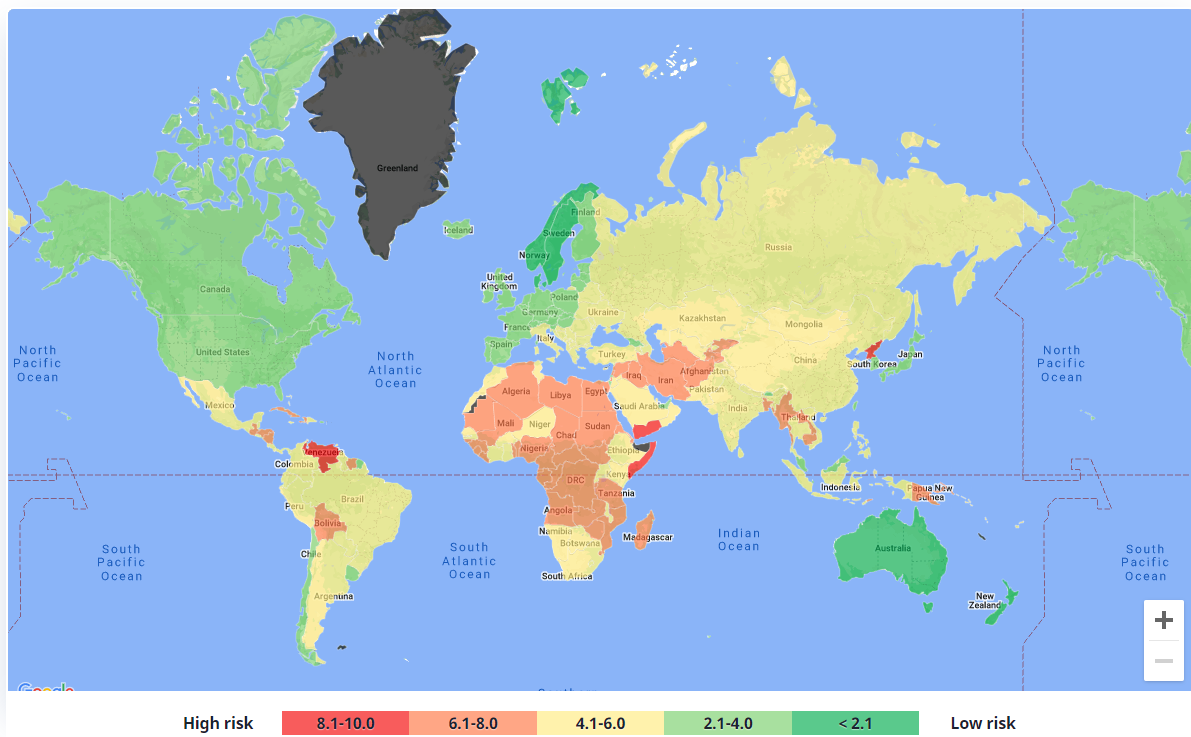 Greenland
Iceland
Finland
Sweden
Norway
Russia
United
Kingdom
Poland
Germany
Ukraine
France
Canada
Kazakhstan
Mongolia
Italy
Spain
Turkey
United States
North
Pacific
Ocean
North
Atlantic
Ocean
North
Pacific
Ocean
China
South Korea
Japan
Iraq
Iran
Afghanistan
Pakistan
Algeria
Libya
Egypt
Saudi Arabia
India
Mexico
Mali
Niger
Chad
Sudan
Thailand
Venezuela
Nigeria
Ethiopia
Colombia
Kenya
DRC
Indonesia
Papua New
Guinea
Tanzania
Brazil
Peru
Angola
Bolivia
Namibia
Madagascar
Botswana
Indian
Ocean
Chile
South
Pacific
Ocean
South
Atlantic
Ocean
South Africa
Australia
South
Pacific
Ocean
Argentina
New
Zealand
+
−
Google
High risk 8.1-10.0 6.1-8.0 4.1-6.0 2.1-4.0 < 2.1 Low risk